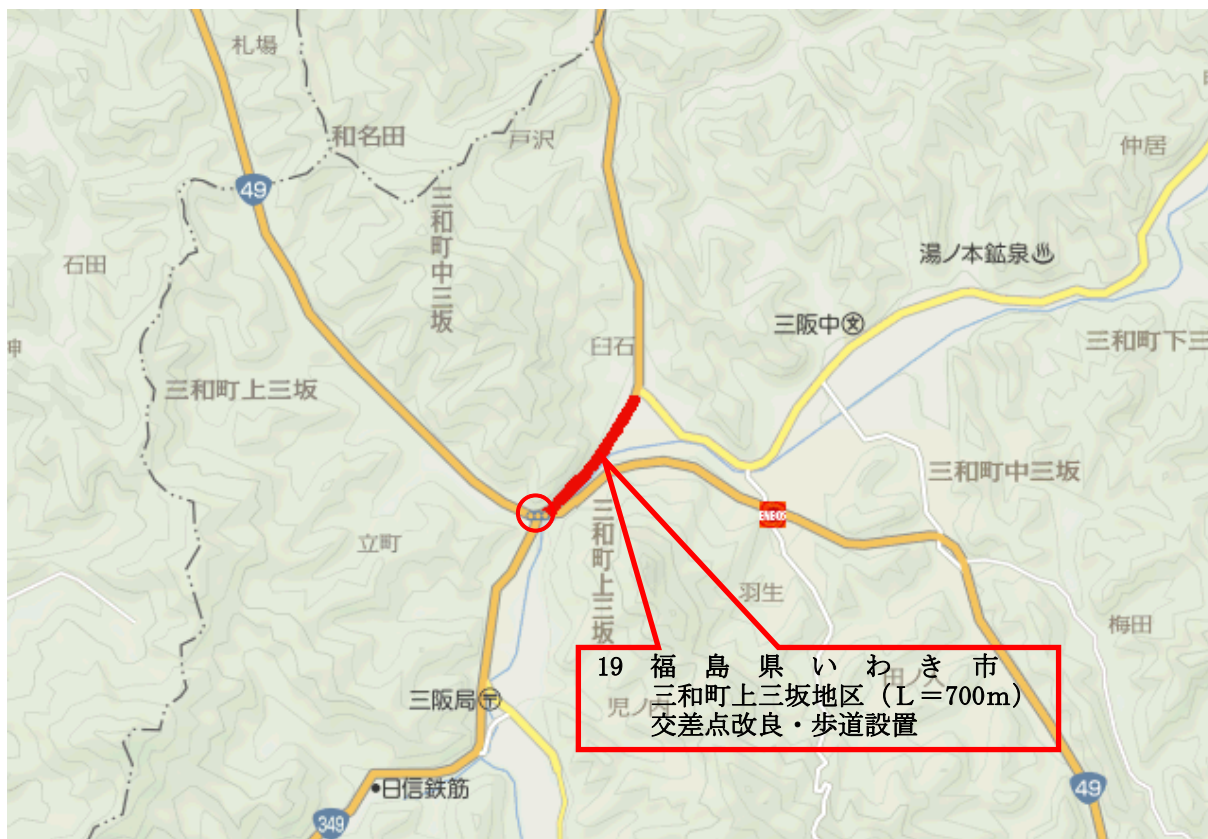 札場
和名田
戸沢
仲居
49
三和町中三坂
湯ノ本鉱泉
石田
三阪中文
臼石
三和町下三
三和町上三坂
三和町中三坂
ENEOS
立町
三和町上三坂
羽生
梅田
19 福島県いわき市
三和町上三坂地区(L=700m)
交差点改良・歩道設置
三阪局〒
児ノ内
日信鉄筋
49
349